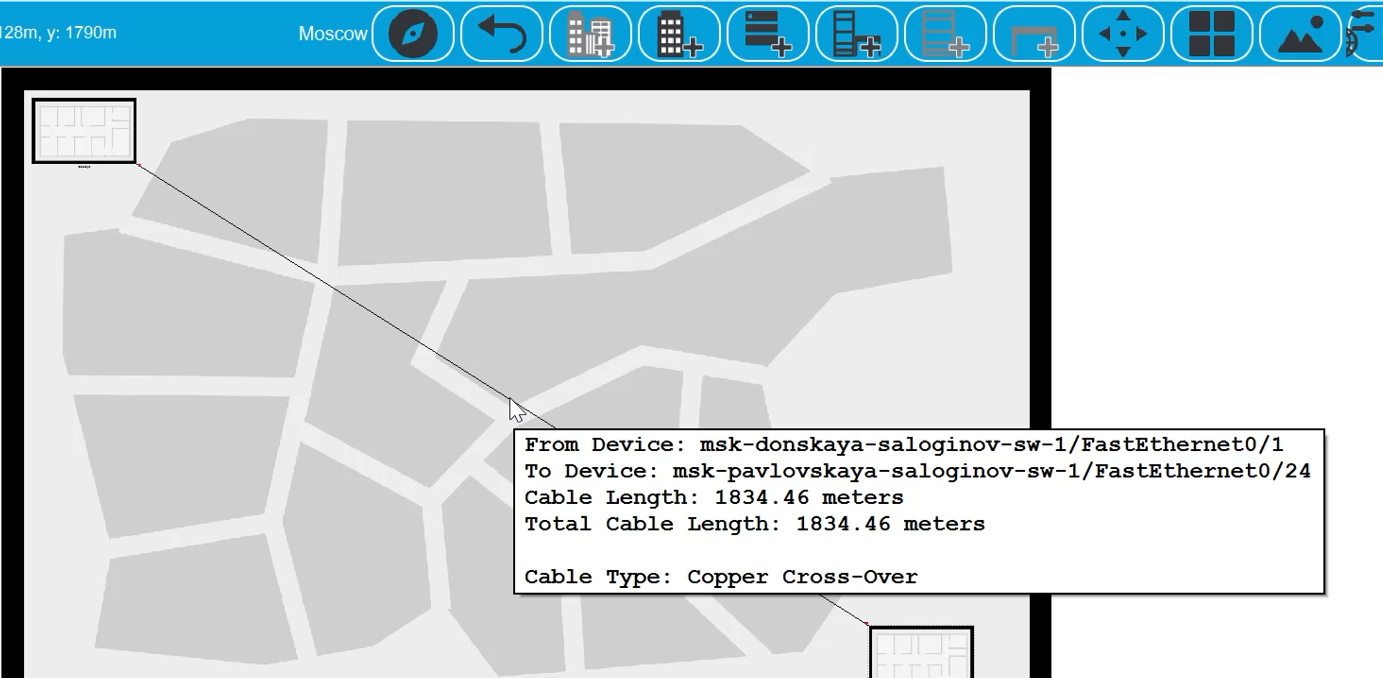 128m, y: 1790m
Moscow
From Device: msk-donskaya-saloginov-sw-1/FastEthernet0/1
To Device: msk-pavlovskaya-saloginov-sw-1/FastEthernet0/24
Cable Length: 1834.46 meters
Total Cable Length: 1834.46 meters
Cable Type: Copper Cross-Over